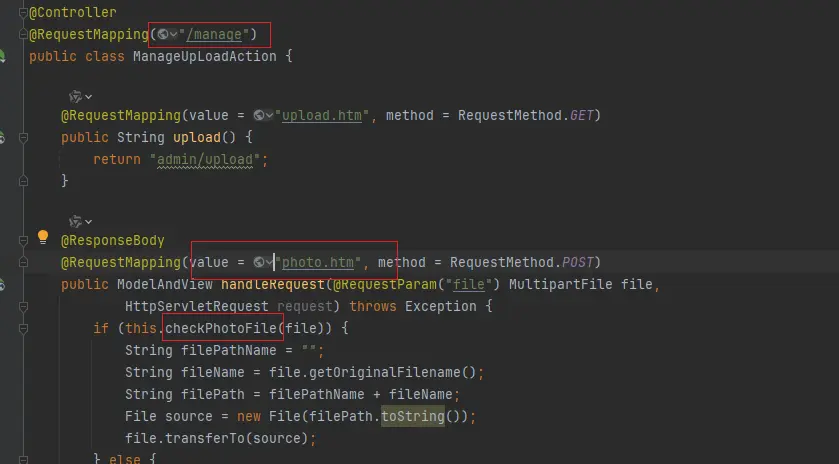 @Controller
@RequestMapping("/manage")
public class ManageUpLoadAction {
@RequestMapping(value = "upload.htm", method = RequestMethod.GET)
public String upload() {
return "admin/upload";
}
@ResponseBody
@RequestMapping(value = "photo.htm", method = RequestMethod.POST)
public ModelAndView handleRequest(@RequestParam("file") MultipartFile file,
HttpServletRequest request) throws Exception {
if (this.checkPhotoFile(file)) {
String filePathName = "";
String fileName = file.getOriginalFilename();
String filePath = filePathName + fileName;
File source = new File(filePath.toString());
file.transferTo(source);
} else {